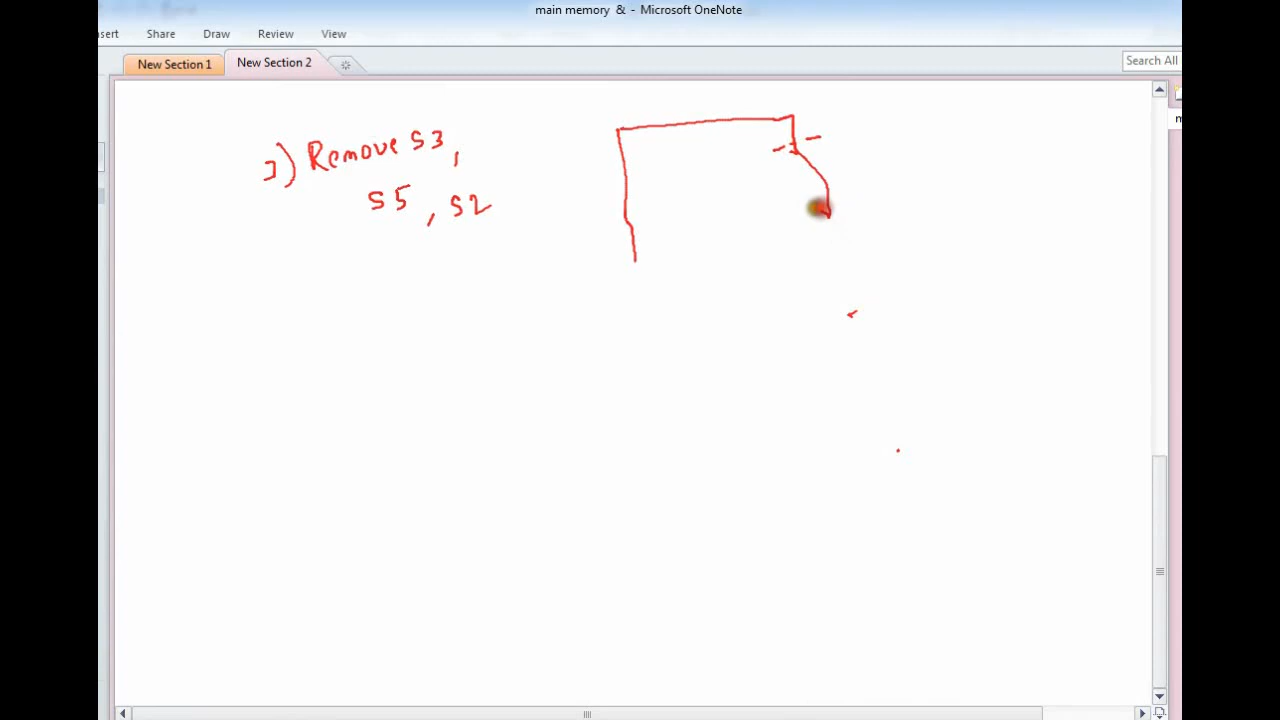 main memory & - Microsoft OneNote
sert Share Draw Review View
New Section 1 New Section 2
Search All
Remove S3,
S5, S2